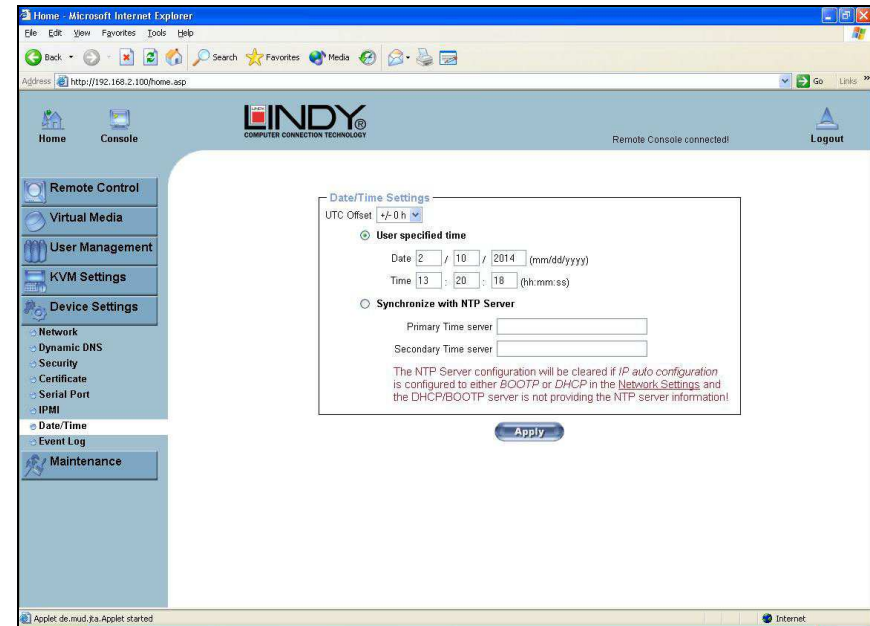 Home - Microsoft Internet Explorer
File Edit View Favorites Tools Help
Back Search Favorites Media
Address http://192.168.2.100/home.asp Go Links »
Home Console
LINDY®
COMPUTER CONNECTION TECHNOLOGY
Remote Console connected!
Logout
Remote Control
Virtual Media
User Management
KVM Settings
Device Settings
Network
Dynamic DNS
Security
Certificate
Serial Port
IPMI
Date/Time
Event Log
Maintenance
Date/Time Settings
UTC Offset +/- 0 h
User specified time
Date 2 / 10 / 2014 (mm/dd/yyyy)
Time 13 : 20 : 18 (hh:mm:ss)
Synchronize with NTP Server
Primary Time server
Secondary Time server
The NTP Server configuration will be cleared if IP auto configuration
is configured to either BOOTP or DHCP in the Network Settings and
the DHCP/BOOTP server is not providing the NTP server information!
Apply
Applet de.mud.jta.Applet started
Internet